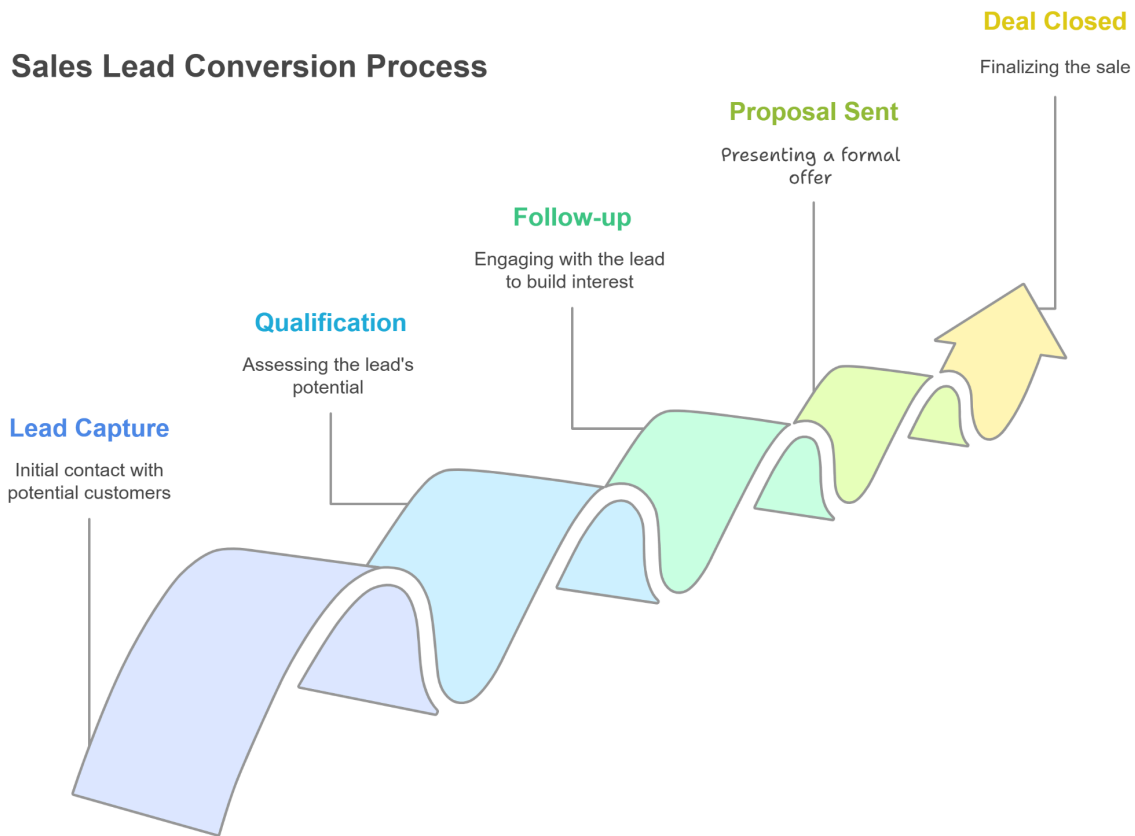 Sales Lead Conversion Process
Deal Closed
Finalizing the sale
Proposal Sent
Presenting a formal
offer
Follow-up
Engaging with the lead
to build interest
Qualification
Assessing the lead's
potential
Lead Capture
Initial contact with
potential customers